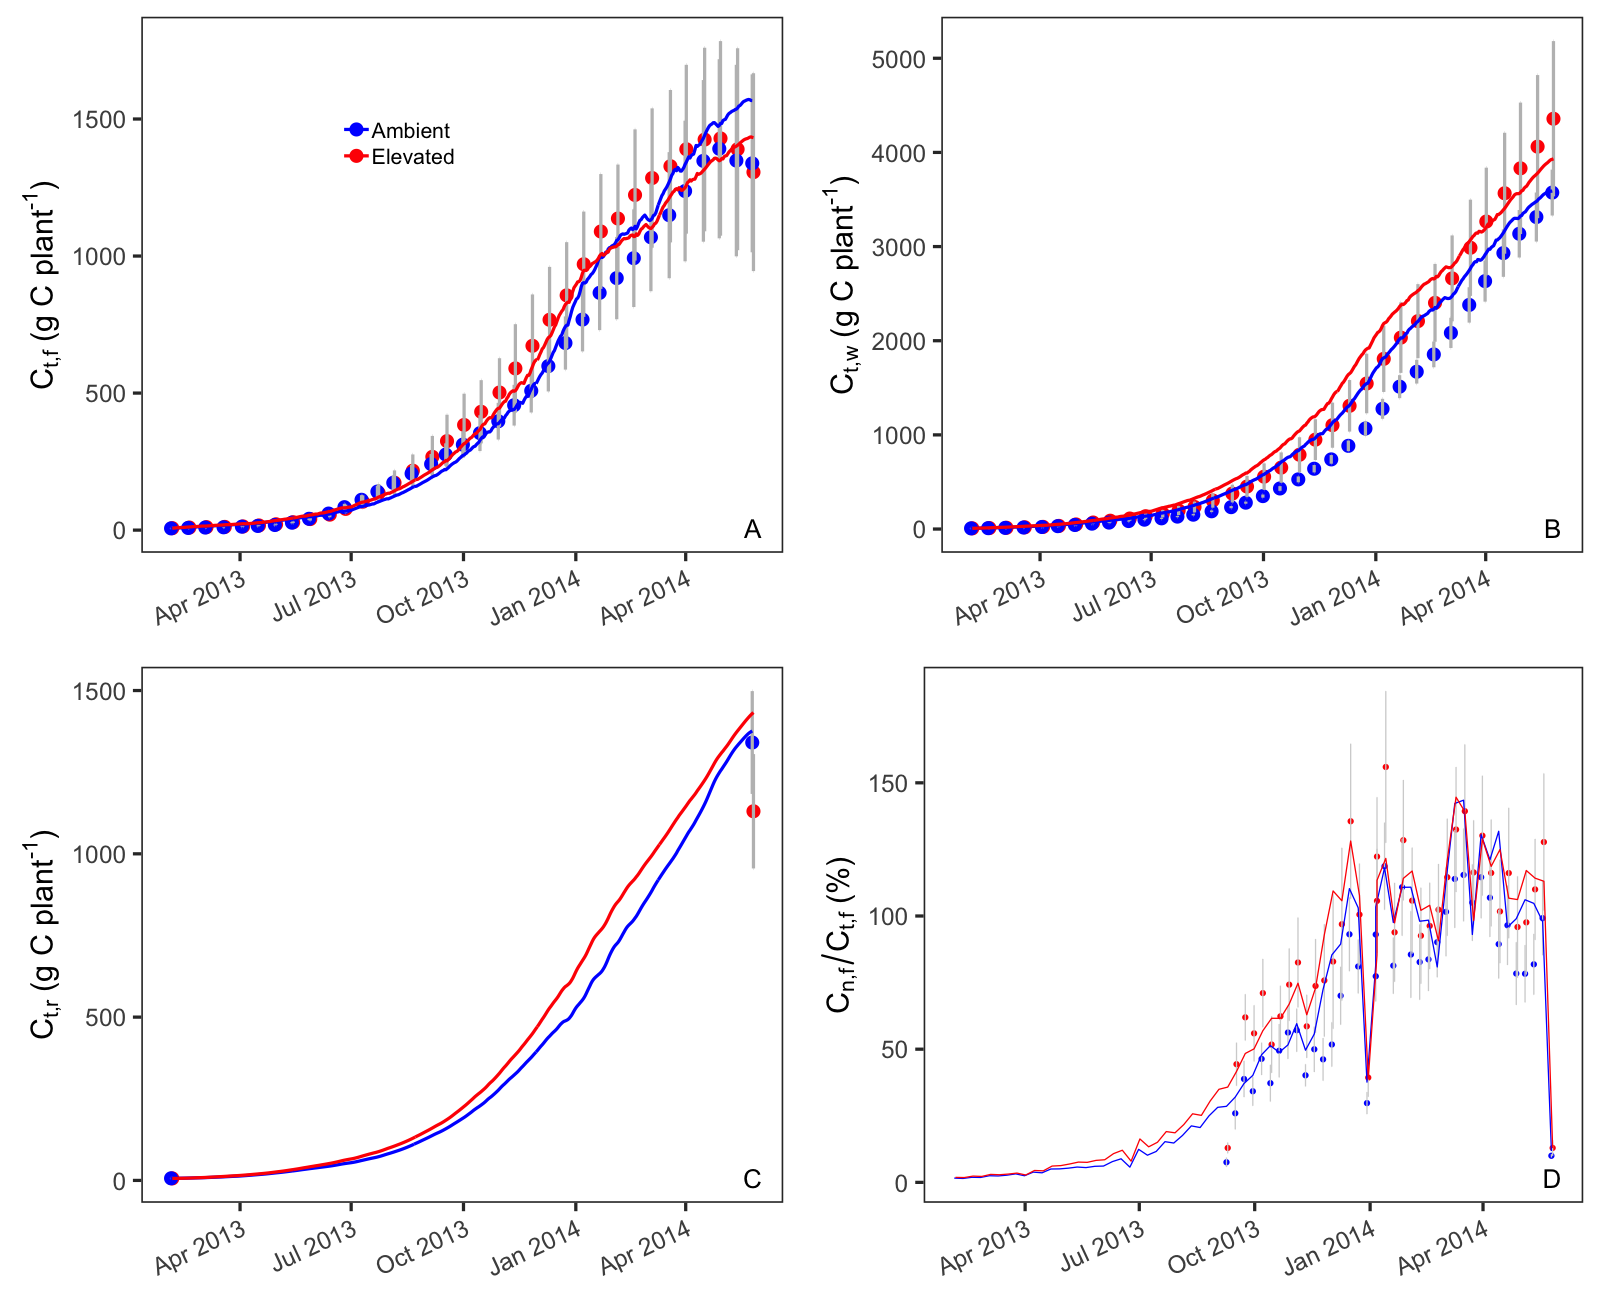 C_t,f (g C plant⁻¹)
1500
1000
500
0
Ambient
Elevated
A
Apr 2013
Jul 2013
Oct 2013
Jan 2014
Apr 2014
C_t,w (g C plant⁻¹)
5000
4000
3000
2000
1000
0
B
Apr 2013
Jul 2013
Oct 2013
Jan 2014
Apr 2014
C_t,r (g C plant⁻¹)
1500
1000
500
0
C
Apr 2013
Jul 2013
Oct 2013
Jan 2014
Apr 2014
C_n,f/C_t,f (%)
150
100
50
0
D
Apr 2013
Jul 2013
Oct 2013
Jan 2014
Apr 2014